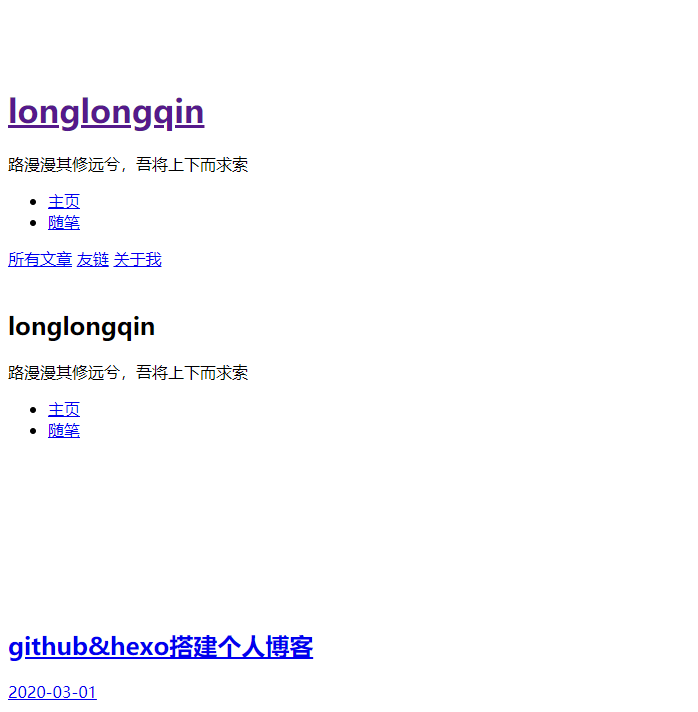 longlongqin
路漫漫其修远兮，吾将上下而求索
主页
随笔
所有文章 友链 关于我
longlongqin
路漫漫其修远兮，吾将上下而求索
主页
随笔
github&hexo搭建个人博客
2020-03-01